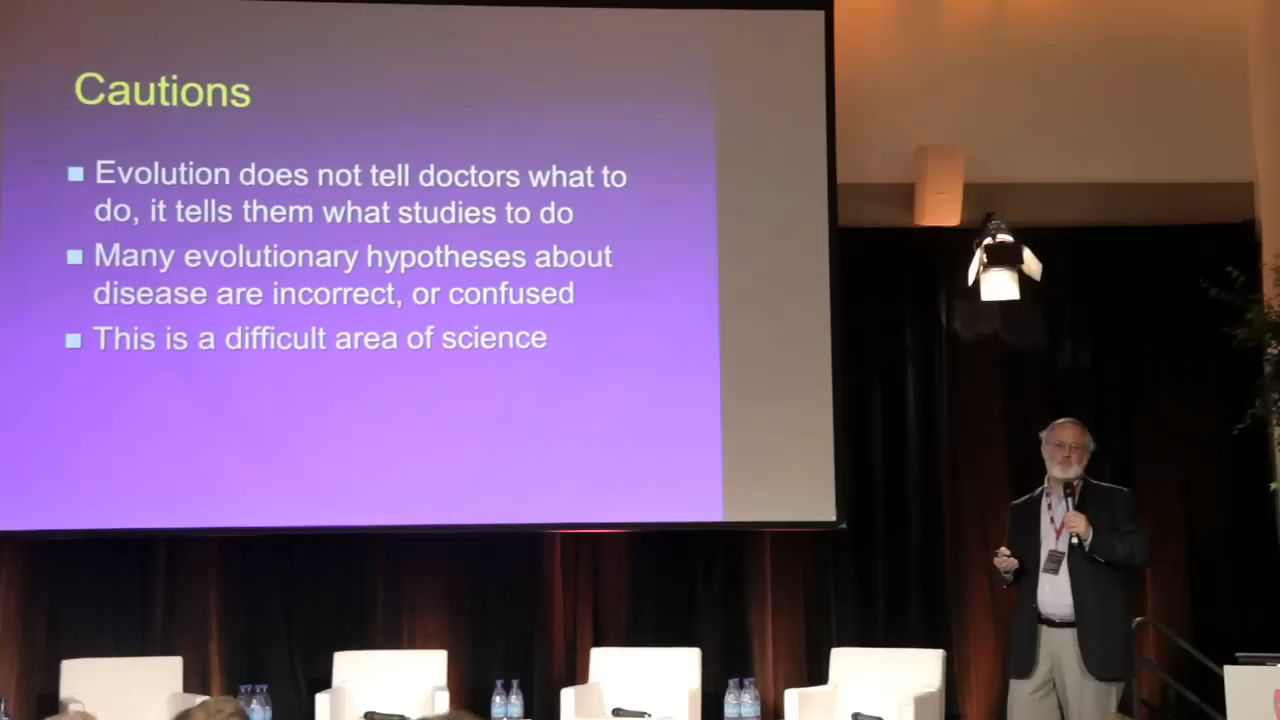 Cautions
Evolution does not tell doctors what to
do, it tells them what studies to do
Many evolutionary hypotheses about
disease are incorrect, or confused
This is a difficult area of science